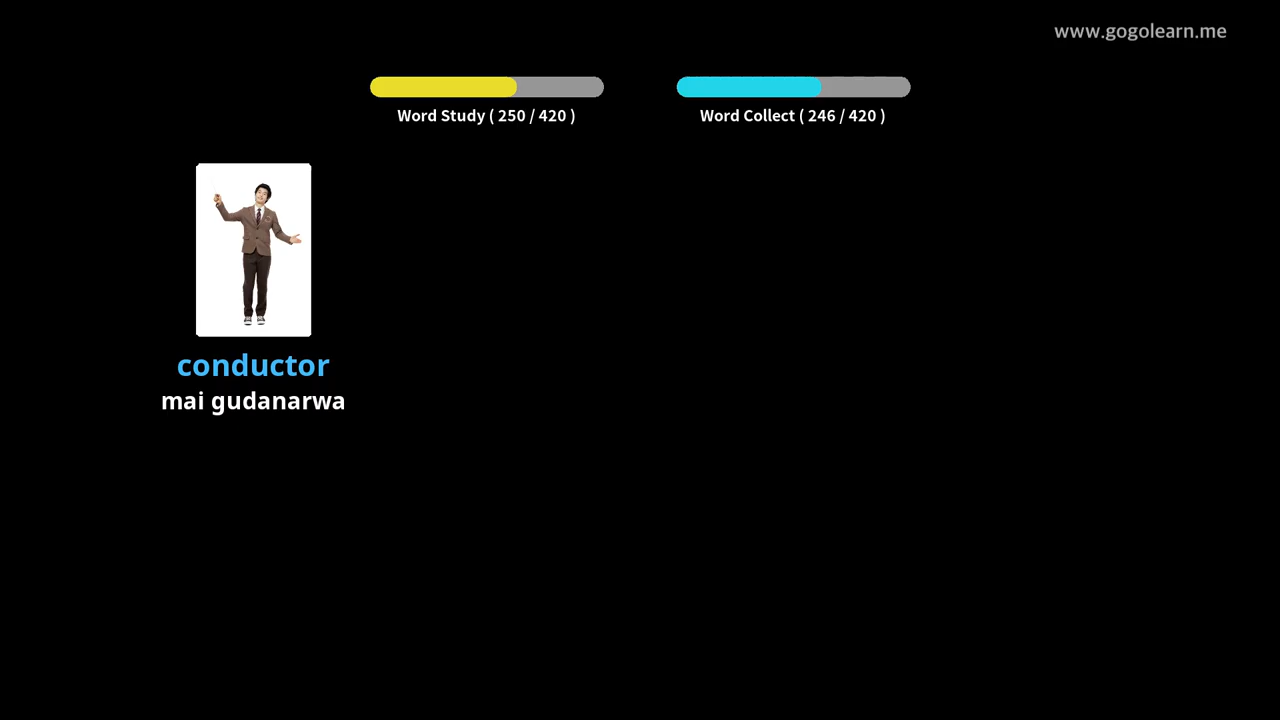 www.gogolearn.me
Word Study ( 250 / 420 )
Word Collect ( 246 / 420 )
conductor
mai gudanarwa